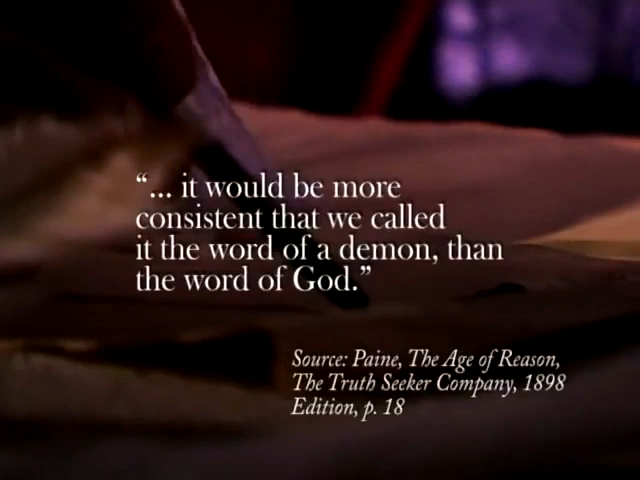 “... it would be more
consistent that we called
it the word of a demon, than
the word of God.”
Source: Paine, The Age of Reason,
The Truth Seeker Company, 1898
Edition, p. 18